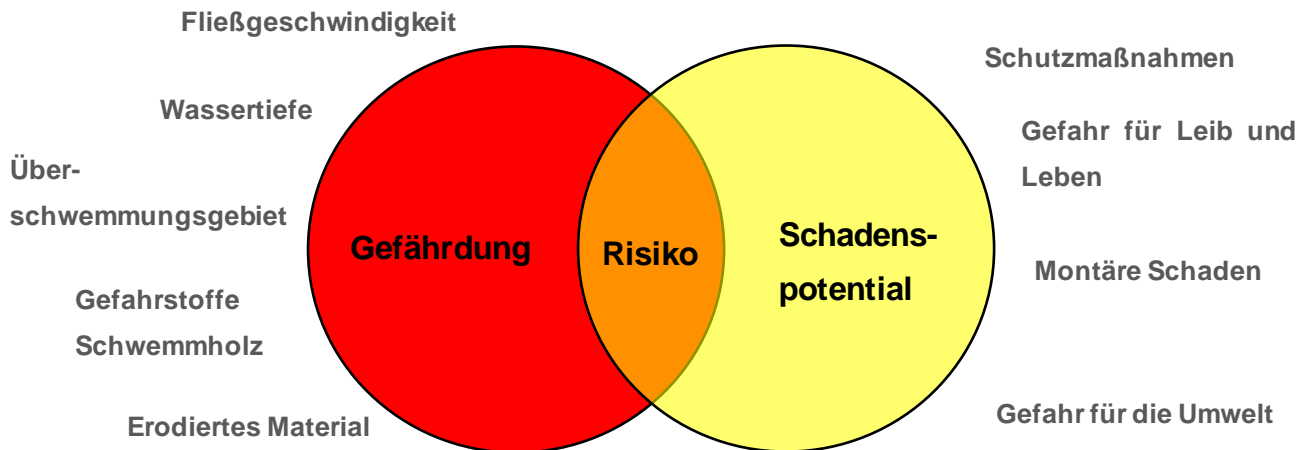 Fließgeschwindigkeit
Wassertiefe
Über-
schwemmungsgebiet
Gefahrstoffe
Schwemmholz
Erodiertes Material
Gefährdung
Risiko
Schadens-
potential
Schutzmaßnahmen
Gefahr für Leib und
Leben
Montäre Schaden
Gefahr für die Umwelt